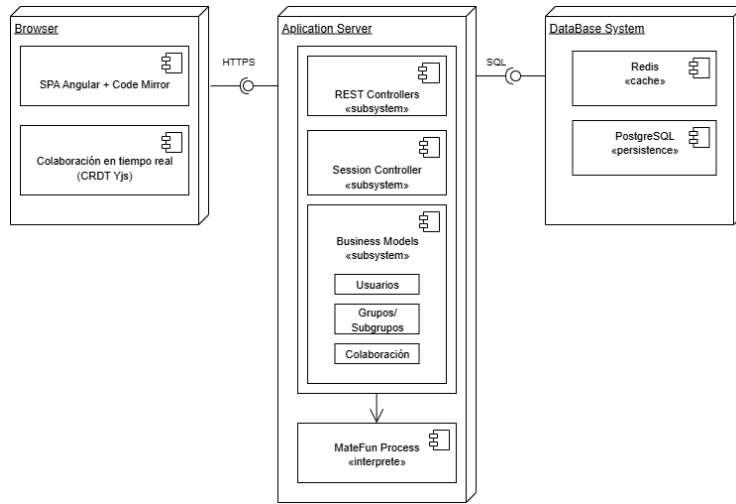 Browser
SPA Angular + Code Mirror
Colaboración en tiempo real
(CRDT Yjs)
HTTPS
Aplication Server
REST Controllers
«subsystem»
Session Controller
«subsystem»
Business Models
«subsystem»
Usuarios
Grupos/
Subgrupos
Colaboración
MateFun Process
«interprete»
SQL
DataBase System
Redis
«cache»
PostgreSQL
«persistence»